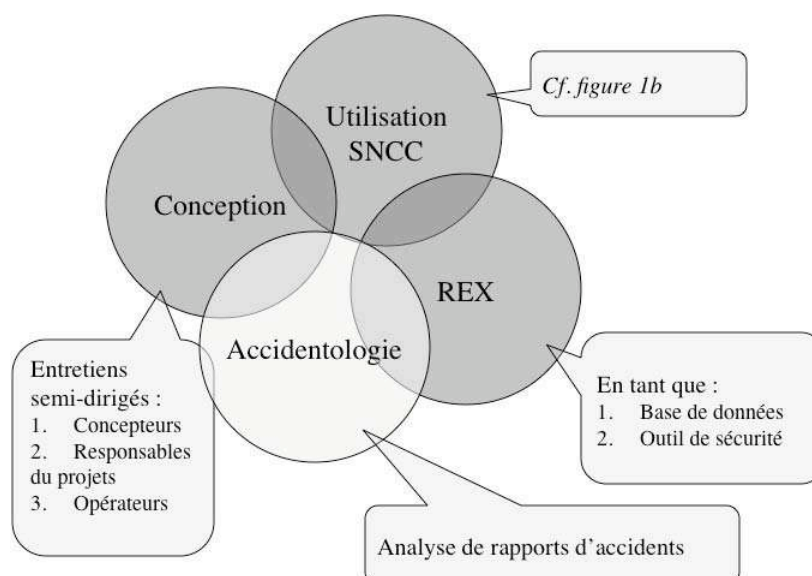 Utilisation
SNCC
Cf. figure 1b
Conception
REX
Accidentologie
Entretiens
semi-dirigés :
1. Concepteurs
2. Responsables
du projets
3. Opérateurs
En tant que :
1. Base de données
2. Outil de sécurité
Analyse de rapports d’accidents